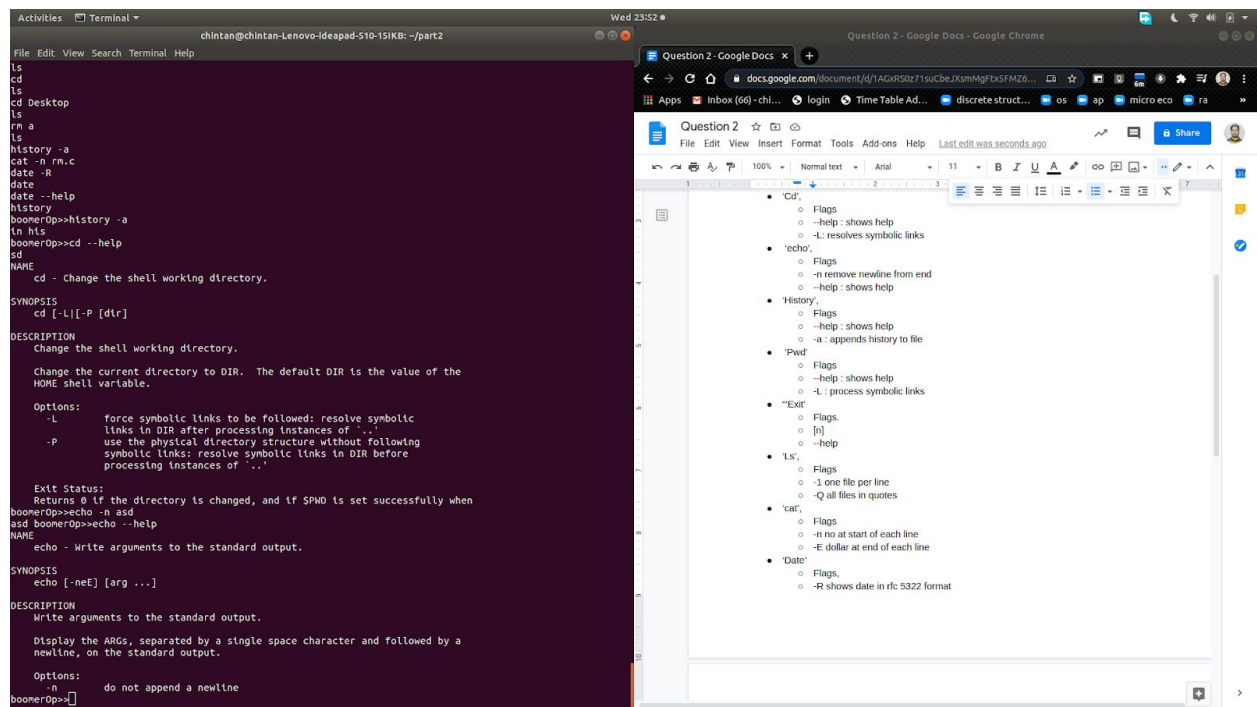 Activities Terminal Wed 23:52
chintan@chintan-Lenovo-ideapad-510-15IKB: ~/part2
File Edit View Search Terminal Help
ls
cd
ls
cd Desktop
ls
rm a
ls
history -a
cat -n rm.c
date -R
date
date --help
history
boomerOp>>history -a
in his
boomerOp>>cd --help
sd
NAME
cd - Change the shell working directory.
SYNOPSIS
cd [-L|[-P [dir]
DESCRIPTION
Change the shell working directory.
Change the current directory to DIR. The default DIR is the value of the
HOME shell variable.
Options:
-L force symbolic links to be followed: resolve symbolic
links in DIR after processing instances of `..'
-P use the physical directory structure without following
symbolic links: resolve symbolic links in DIR before
processing instances of `..'
Exit Status:
Returns 0 if the directory is changed, and if $PWD is set successfully when
boomerOp>>echo -n asd
asd boomerOp>>echo --help
NAME
echo - Write arguments to the standard output.
SYNOPSIS
echo [-neE] [arg ...]
DESCRIPTION
Write arguments to the standard output.
Display the ARGs, separated by a single space character and followed by a
newline, on the standard output.
Options:
-n do not append a newline
boomerOp>>
Question 2 - Google Docs - Google Chrome
Question 2 - Google Docs
docs.google.com/document/d/1AGxRS0z71suCbeJXsmMgFtxSFMZ6...
6m
Apps Inbox (66) - chi... login Time Table Ad... discrete struct... os ap micro eco ra
Question 2
Share
File Edit View Insert Format Tools Add-ons Help Last edit was seconds ago
100% Normal text Arial 11 B I U A
'Cd',
Flags
--help : shows help
-L: resolves symbolic links
'echo',
Flags
-n remove newline from end
--help : shows help
'History',
Flags
--help : shows help
-a : appends history to file
'Pwd'
Flags
--help : shows help
-L : process symbolic links
"'Exit'
Flags.
[n]
--help
'Ls',
Flags
-1 one file per line
-Q all files in quotes
'cat',
Flags
-n no at start of each line
-E dollar at end of each line
'Date'
Flags,
-R shows date in rfc 5322 format